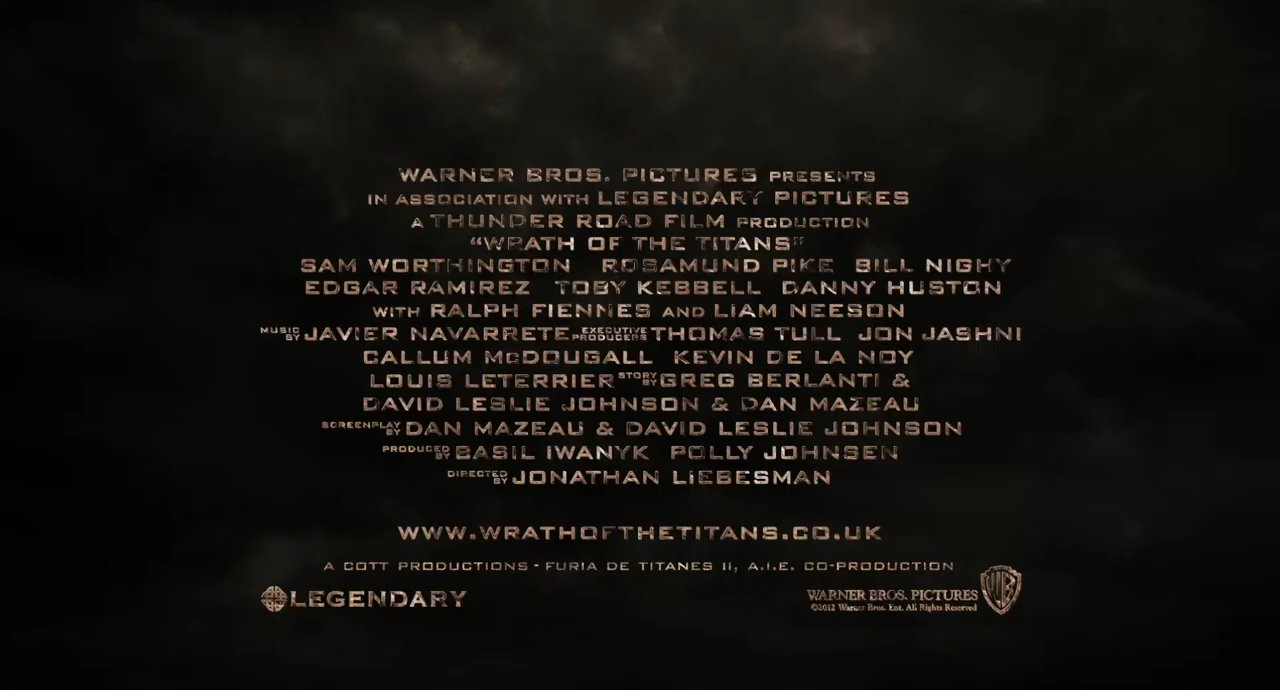 WARNER BROS. PICTURES PRESENTS
IN ASSOCIATION WITH LEGENDARY PICTURES
A THUNDER ROAD FILM PRODUCTION
"WRATH OF THE TITANS"
SAM WORTHINGTON ROSAMUND PIKE BILL NIGHY
EDGAR RAMIREZ TOBY KEBBELL DANNY HUSTON
WITH RALPH FIENNES AND LIAM NEESON
MUSIC BY JAVIER NAVARRETE EXECUTIVE PRODUCERS THOMAS TULL JON JASHNI
CALLUM McDOUGALL KEVIN DE LA NOY
LOUIS LETERRIER STORY BY GREG BERLANTI &
DAVID LESLIE JOHNSON & DAN MAZEAU
SCREENPLAY BY DAN MAZEAU & DAVID LESLIE JOHNSON
PRODUCED BY BASIL IWANYK POLLY JOHNSEN
DIRECTED BY JONATHAN LIEBESMAN
WWW.WRATHOFTHETITANS.CO.UK
A COTT PRODUCTIONS - FURIA DE TITANES II, A.I.E. CO-PRODUCTION
LEGENDARY
WARNER BROS. PICTURES
©2012 Warner Bros. Ent. All Rights Reserved
WB